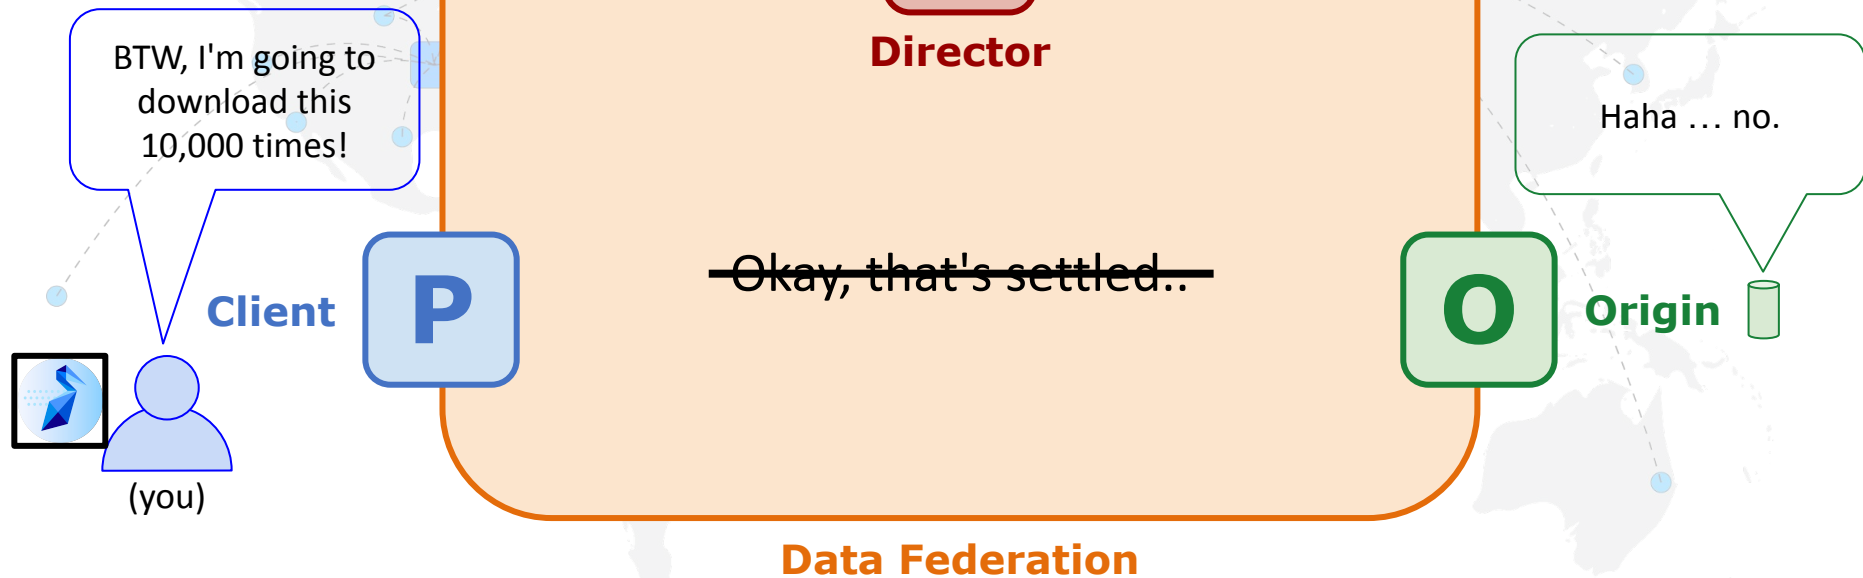 Director
BTW, I'm going to
download this
10,000 times!
Haha … no.
Okay, that's settled..
Client
P
O
Origin
(you)
Data Federation